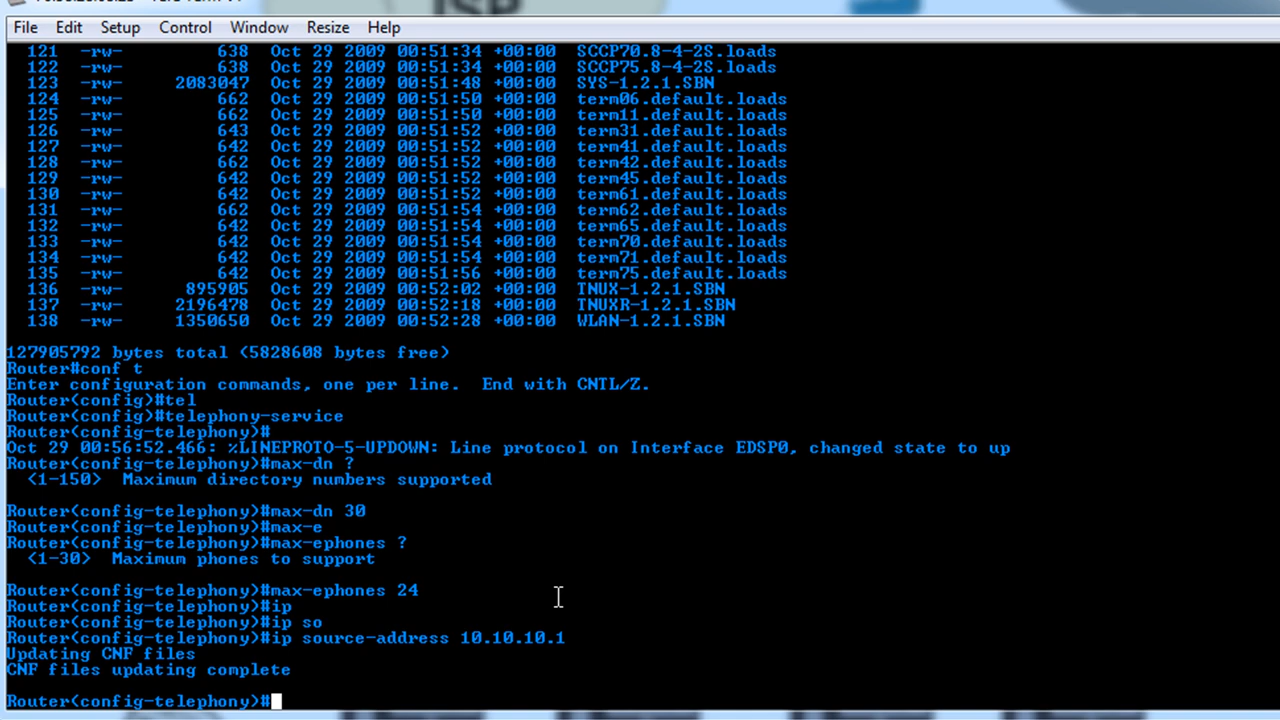 ISP
File Edit Setup Control Window Resize Help
121 -rw- 638 Oct 29 2009 00:51:34 +00:00 SCCP70.8-4-2S.loads
122 -rw- 638 Oct 29 2009 00:51:34 +00:00 SCCP75.8-4-2S.loads
123 -rw- 2083047 Oct 29 2009 00:51:48 +00:00 SYS-1.2.1.SBN
124 -rw- 662 Oct 29 2009 00:51:50 +00:00 term06.default.loads
125 -rw- 662 Oct 29 2009 00:51:50 +00:00 term11.default.loads
126 -rw- 643 Oct 29 2009 00:51:52 +00:00 term31.default.loads
127 -rw- 642 Oct 29 2009 00:51:52 +00:00 term41.default.loads
128 -rw- 662 Oct 29 2009 00:51:52 +00:00 term42.default.loads
129 -rw- 642 Oct 29 2009 00:51:52 +00:00 term45.default.loads
130 -rw- 642 Oct 29 2009 00:51:52 +00:00 term61.default.loads
131 -rw- 662 Oct 29 2009 00:51:54 +00:00 term62.default.loads
132 -rw- 642 Oct 29 2009 00:51:54 +00:00 term65.default.loads
133 -rw- 642 Oct 29 2009 00:51:54 +00:00 term70.default.loads
134 -rw- 642 Oct 29 2009 00:51:54 +00:00 term71.default.loads
135 -rw- 642 Oct 29 2009 00:51:56 +00:00 term75.default.loads
136 -rw- 895905 Oct 29 2009 00:52:02 +00:00 TNUX-1.2.1.SBN
137 -rw- 2196478 Oct 29 2009 00:52:18 +00:00 TNUXR-1.2.1.SBN
138 -rw- 1350650 Oct 29 2009 00:52:28 +00:00 WLAN-1.2.1.SBN
127905792 bytes total (5828608 bytes free)
Router#conf t
Enter configuration commands, one per line. End with CNTL/Z.
Router(config)#tel
Router(config)#telephony-service
Router(config-telephony)#
Oct 29 00:56:52.466: %LINEPROTO-5-UPDOWN: Line protocol on Interface EDSP0, changed state to up
Router(config-telephony)#max-dn ?
<1-150> Maximum directory numbers supported
Router(config-telephony)#max-dn 30
Router(config-telephony)#max-e
Router(config-telephony)#max-ephones ?
<1-30> Maximum phones to support
Router(config-telephony)#max-ephones 24
Router(config-telephony)#ip
Router(config-telephony)#ip so
Router(config-telephony)#ip source-address 10.10.10.1
Updating CNF files
CNF files updating complete
Router(config-telephony)#